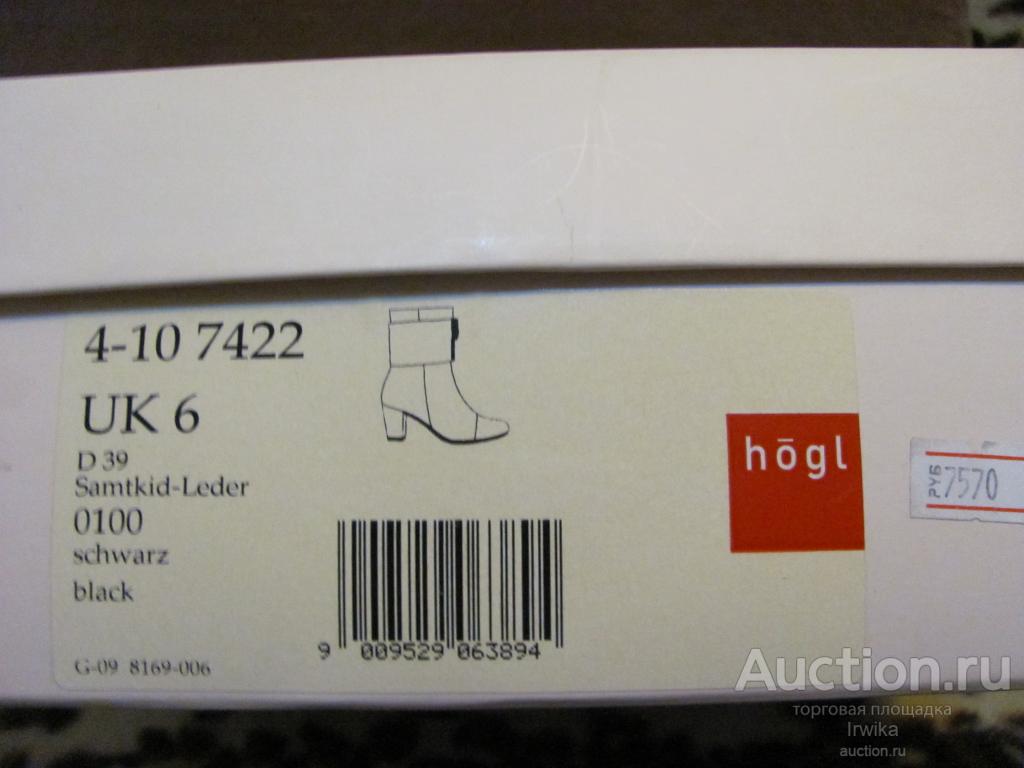 4-10 7422
UK 6
D 39
Samtkid-Leder
0100
schwarz
black
G-09 8169-006
9 009529 063894
högl
РУБ 7570
Auction.ru
торговая площадка
Irwika
auction.ru